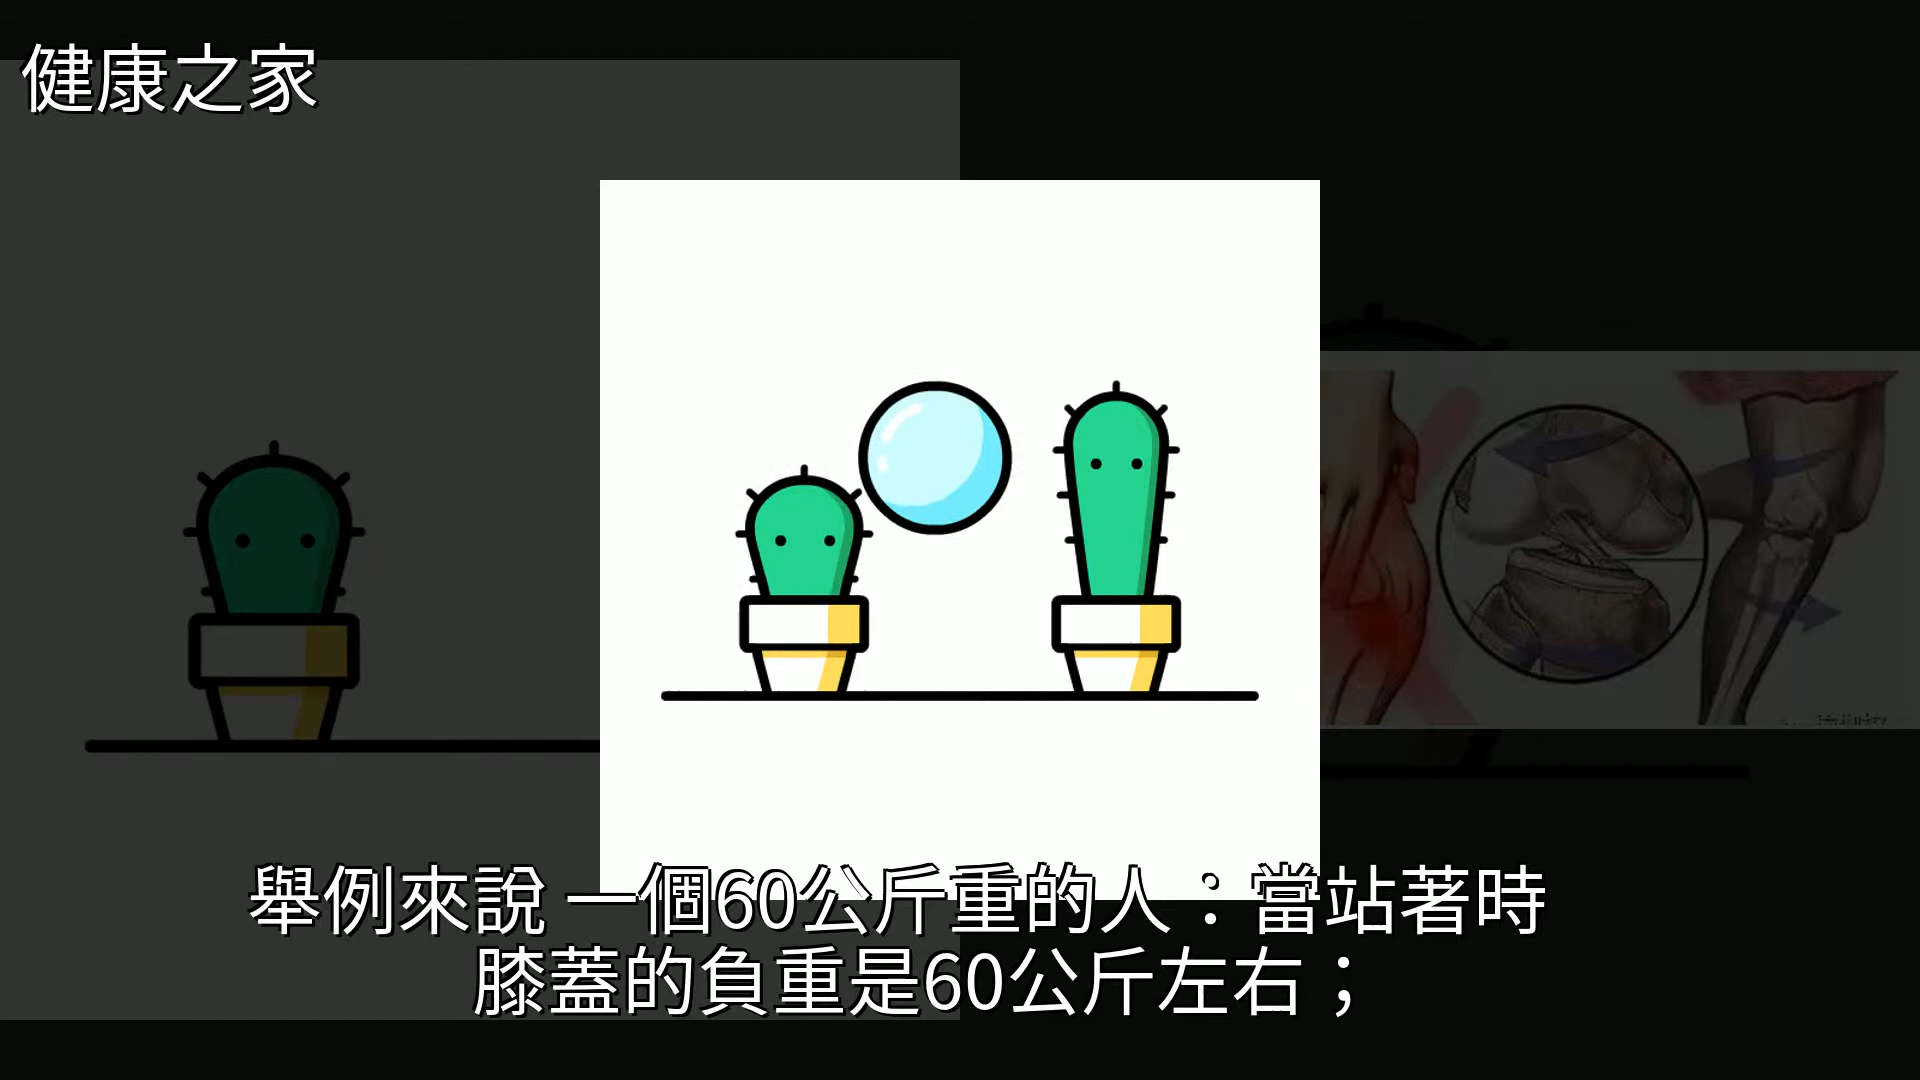 健康之家
舉例來說 一個60公斤重的人：當站著時
膝蓋的負重是60公斤左右；